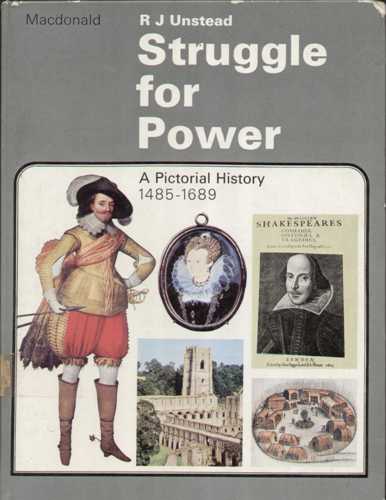 Macdonald
R J Unstead
Struggle
for
Power
A Pictorial History
1485-1689
SHAKESPEARES
COMEDIES
HISTORIES, &
TRAGEDIES.
LONDON